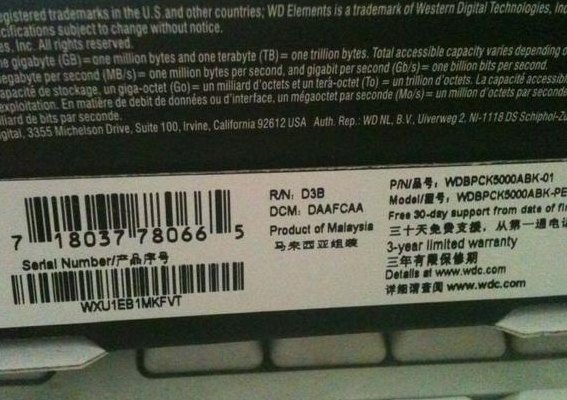 registered trademarks in the U.S. and other countries; WD Elements is a trademark of Western Digital Technologies, Inc
cifications subject to change without notice.
es, Inc. All rights reserved.
ne gigabyte (GB) = one million bytes and one terabyte (TB) = one trillion bytes. Total accessible capacity varies depending o
egabyte per second (MB/s) = one million bytes per second, and gigabit per second (Gb/s) = one billion bits per second.
capacité de stockage, un giga-octet (Go) = un milliard d'octets et un téra-octet (To) = un trillion d'octets. La capacité accessibl
exploitation. En matière de débit de données ou d'interface, un mégaoctet par seconde (Mo/s) = un million d'octets par s
liard de bits par seconde.
igital, 3355 Michelson Drive, Suite 100, Irvine, California 92612 USA Auth. Rep.: WD NL, B.V., Uiverweg 2, Nl-1118 DS Schiphol-Zu
7 18037 78066 5
Serial Number/产品序号
WXU1EB1MKFVT
R/N: D3B
DCM: DAAFCAA
Product of Malaysia
马来西亚组装
P/N/品号: WDBPCK5000ABK-01
Model/型号: WDBPCK5000ABK-PE
Free 30-day support from date of fi
三十天免费支援, 从第一通电
3-year limited warranty
三年有限保修期
Details at www.wdc.com
详细请查阅 www.wdc.com